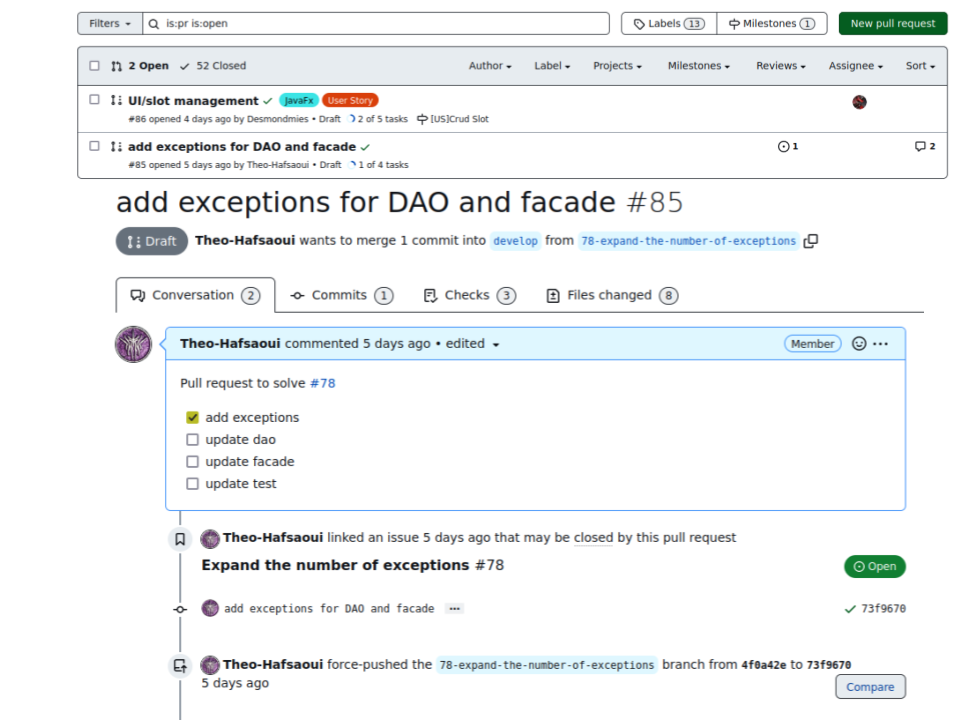 Filters is:pr is:open Labels 13 Milestones 1 New pull request
2 Open 52 Closed Author Label Projects Milestones Reviews Assignee Sort
UI/slot management JavaFx User Story
#86 opened 4 days ago by Desmondmies • Draft 2 of 5 tasks [US]Crud Slot
add exceptions for DAO and facade 1 2
#85 opened 5 days ago by Theo-Hafsaoui • Draft 1 of 4 tasks
add exceptions for DAO and facade #85
Draft Theo-Hafsaoui wants to merge 1 commit into develop from 78-expand-the-number-of-exceptions
Conversation 2 Commits 1 Checks 3 Files changed 8
Theo-Hafsaoui commented 5 days ago • edited Member ...
Pull request to solve #78
add exceptions
update dao
update facade
update test
Theo-Hafsaoui linked an issue 5 days ago that may be closed by this pull request
Expand the number of exceptions #78 Open
add exceptions for DAO and facade ... 73f9670
Theo-Hafsaoui force-pushed the 78-expand-the-number-of-exceptions branch from 4f0a42e to 73f9670
5 days ago Compare